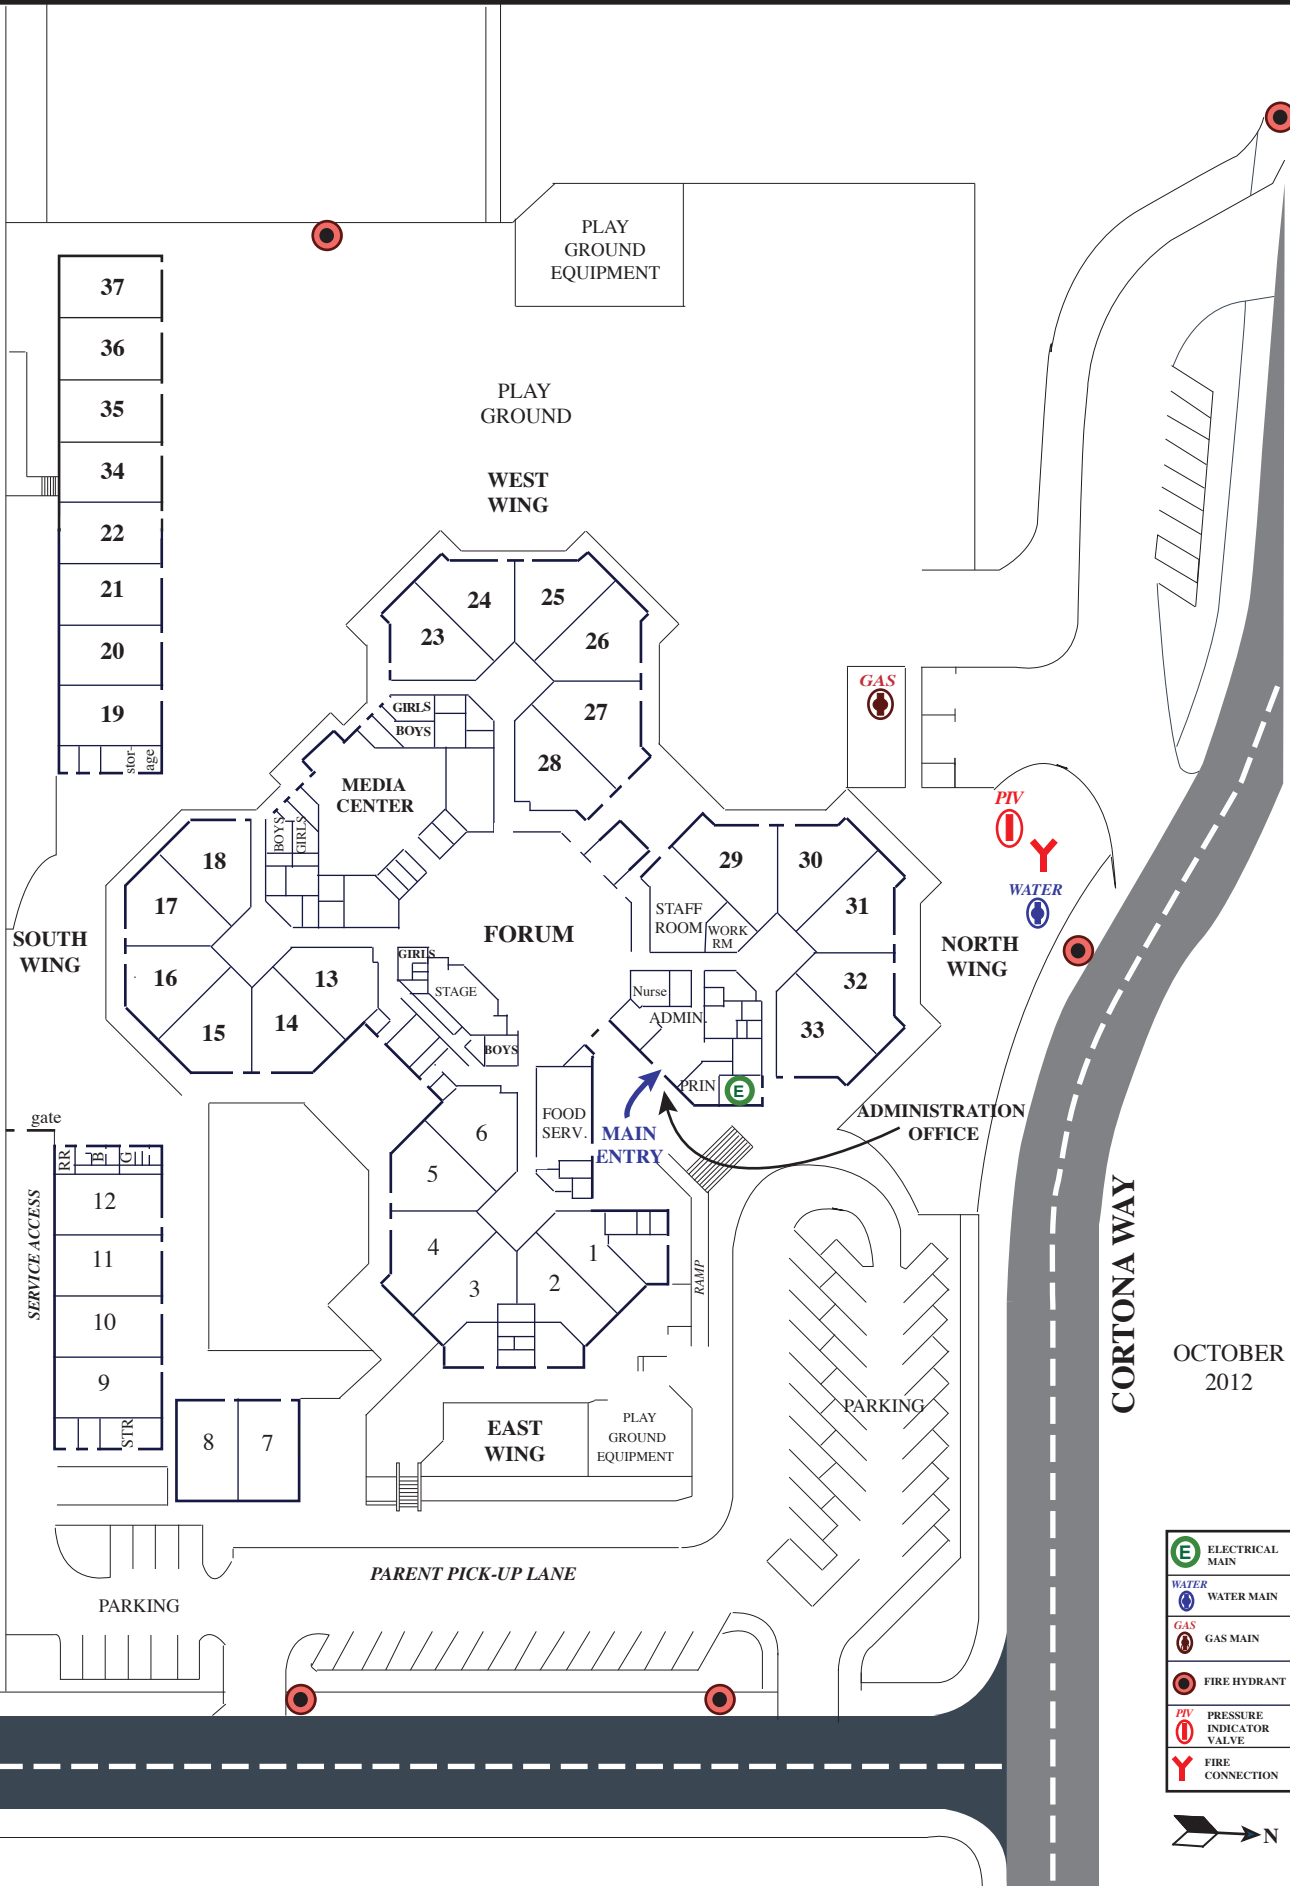 PLAY
GROUND
EQUIPMENT
37
36
35
34
22
21
20
19
stor-
age
PLAY
GROUND
WEST
WING
24
25
23
26
27
28
GIRLS
BOYS
MEDIA
CENTER
BOYS
GIRLS
GAS
PIV
WATER
18
17
16
15
14
13
SOUTH
WING
FORUM
GIRLS
STAGE
BOYS
29
30
31
32
33
STAFF
ROOM
WORK
RM
NORTH
WING
Nurse
ADMIN.
PRIN
E
ADMINISTRATION
OFFICE
MAIN
ENTRY
FOOD
SERV.
6
5
4
3
2
1
gate
RR
B
G
12
11
10
9
STR
SERVICE ACCESS
8
7
RAMP
EAST
WING
PLAY
GROUND
EQUIPMENT
PARKING
CORTONA WAY
OCTOBER
2012
PARENT PICK-UP LANE
PARKING
E
ELECTRICAL
MAIN
WATER
WATER MAIN
GAS
GAS MAIN
FIRE HYDRANT
PIV
PRESSURE
INDICATOR
VALVE
FIRE
CONNECTION
N